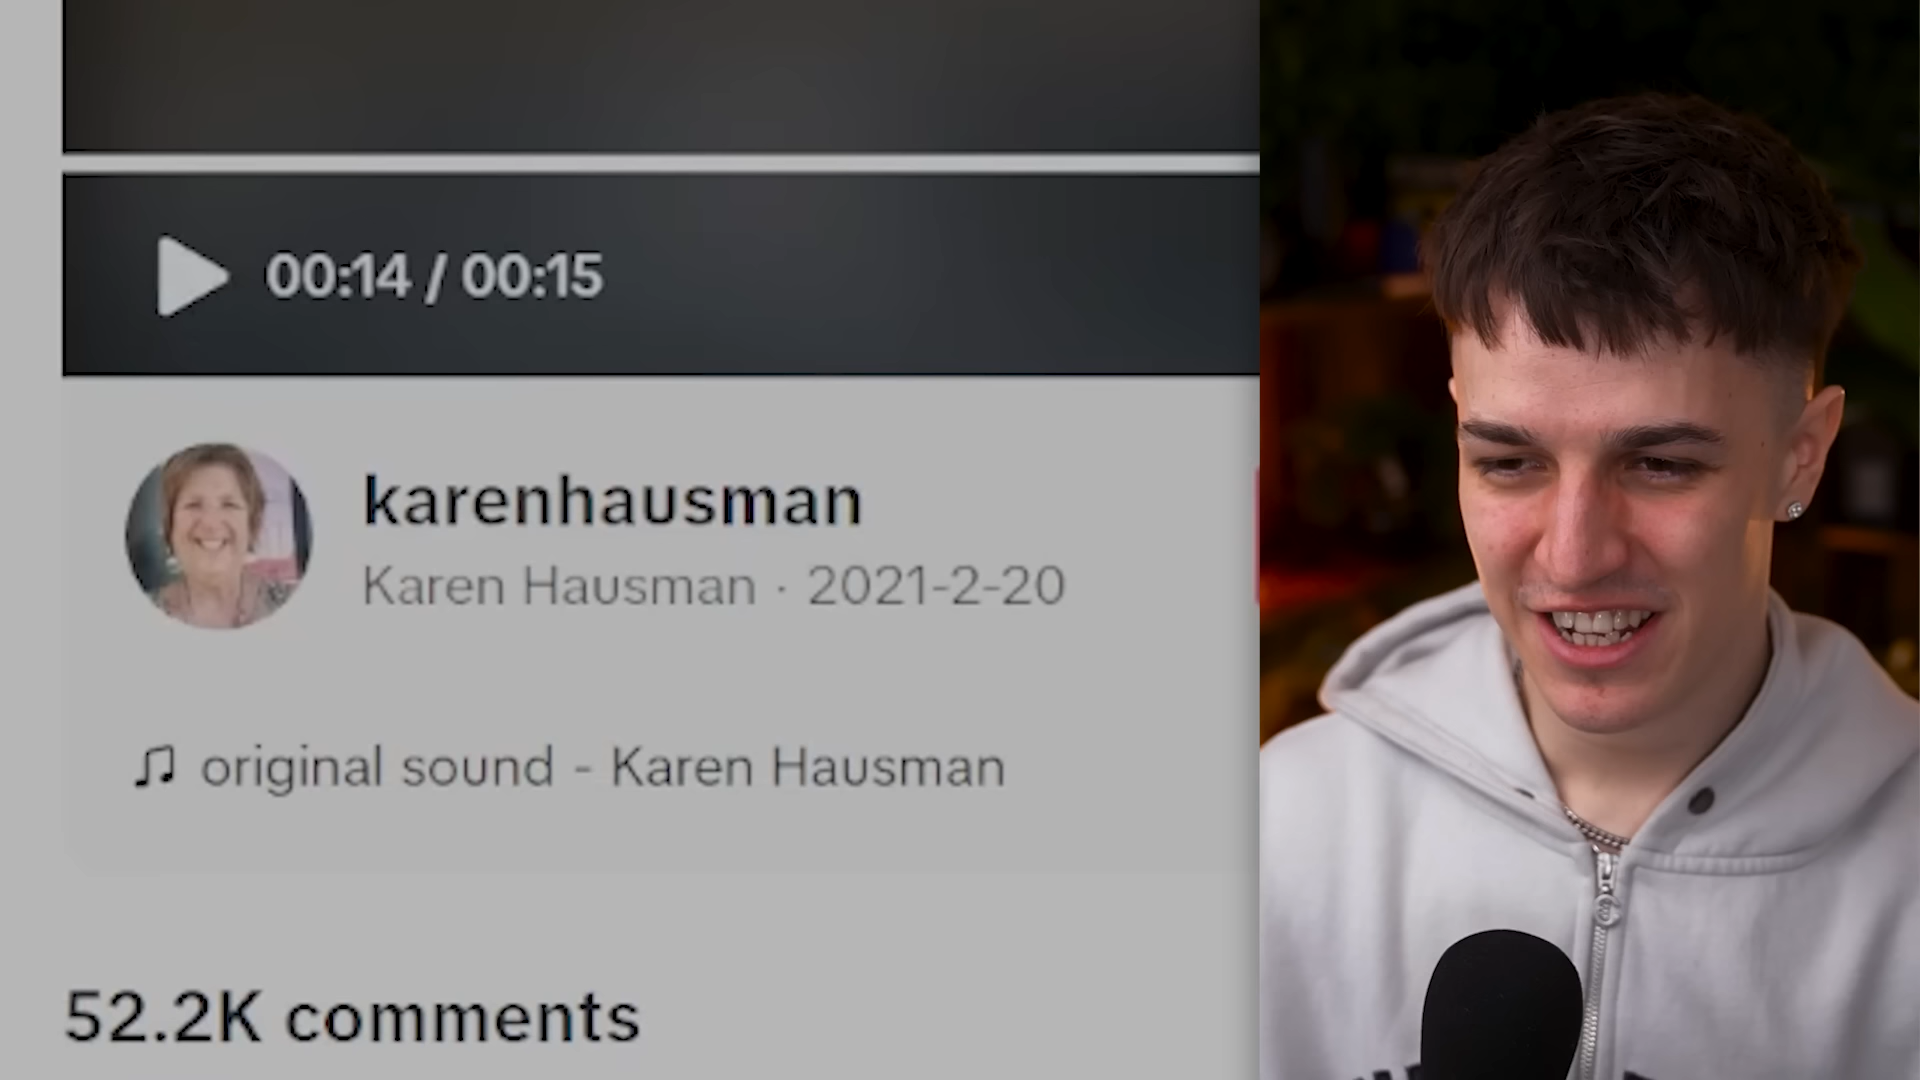 00:14 / 00:15
karenhausman
Karen Hausman · 2021-2-20
original sound - Karen Hausman
52.2K comments